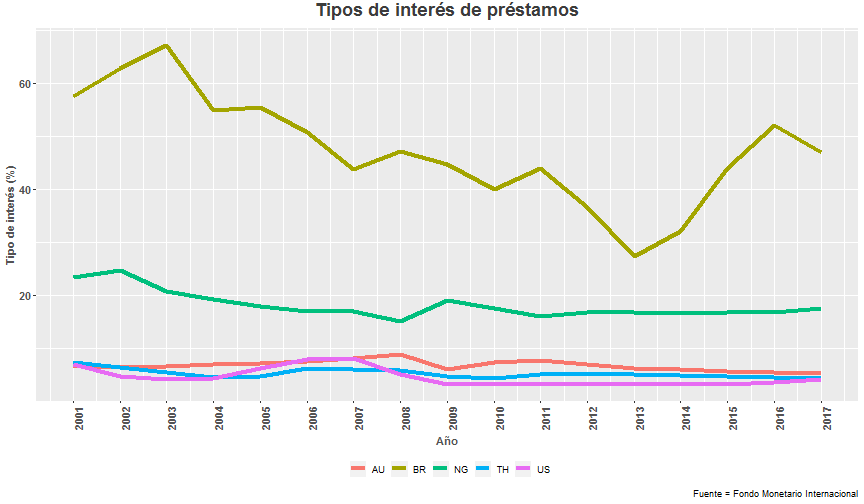 Tipos de interés de préstamos
Tipo de interés (%)
60
40
20
2001 2002 2003 2004 2005 2006 2007 2008 2009 2010 2011 2012 2013 2014 2015 2016 2017
Año
AU BR NG TH US
Fuente = Fondo Monetario Internacional